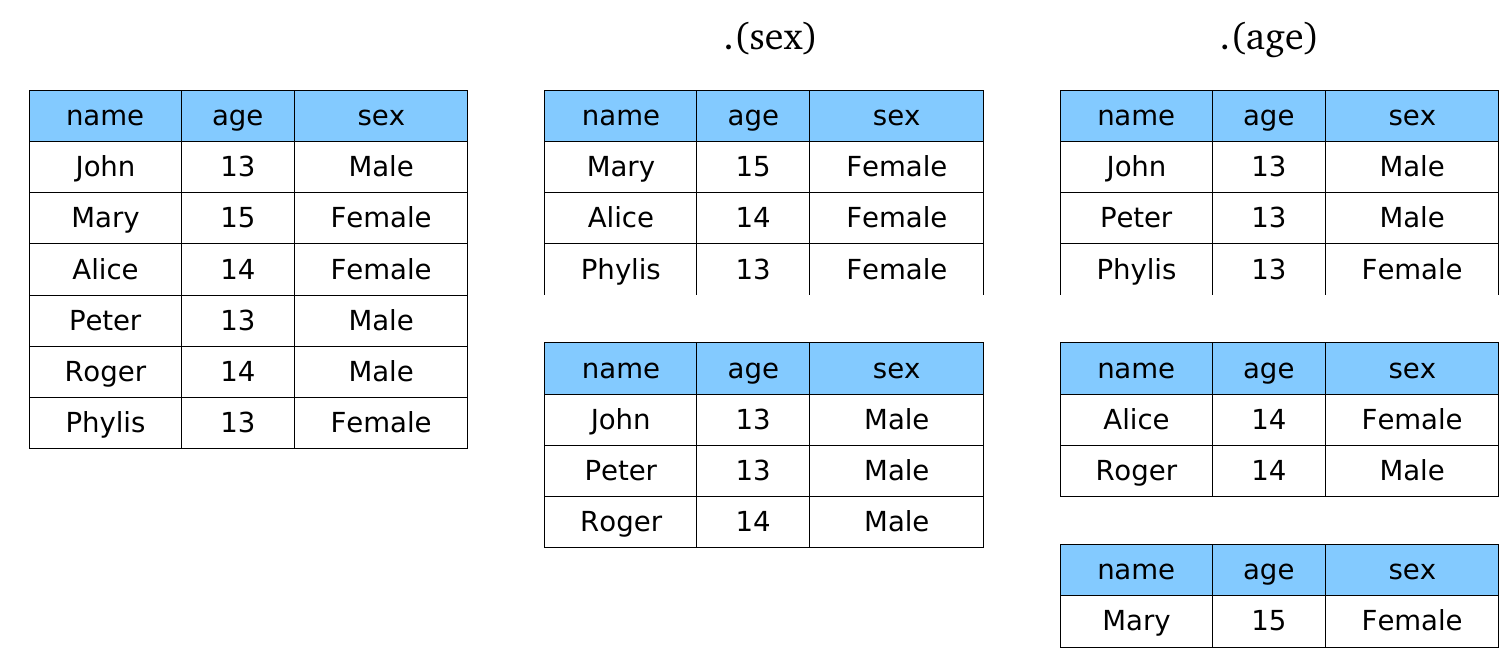 name age sex
John 13 Male
Mary 15 Female
Alice 14 Female
Peter 13 Male
Roger 14 Male
Phylis 13 Female
.(sex)
name age sex
Mary 15 Female
Alice 14 Female
Phylis 13 Female
name age sex
John 13 Male
Peter 13 Male
Roger 14 Male
.(age)
name age sex
John 13 Male
Peter 13 Male
Phylis 13 Female
name age sex
Alice 14 Female
Roger 14 Male
name age sex
Mary 15 Female